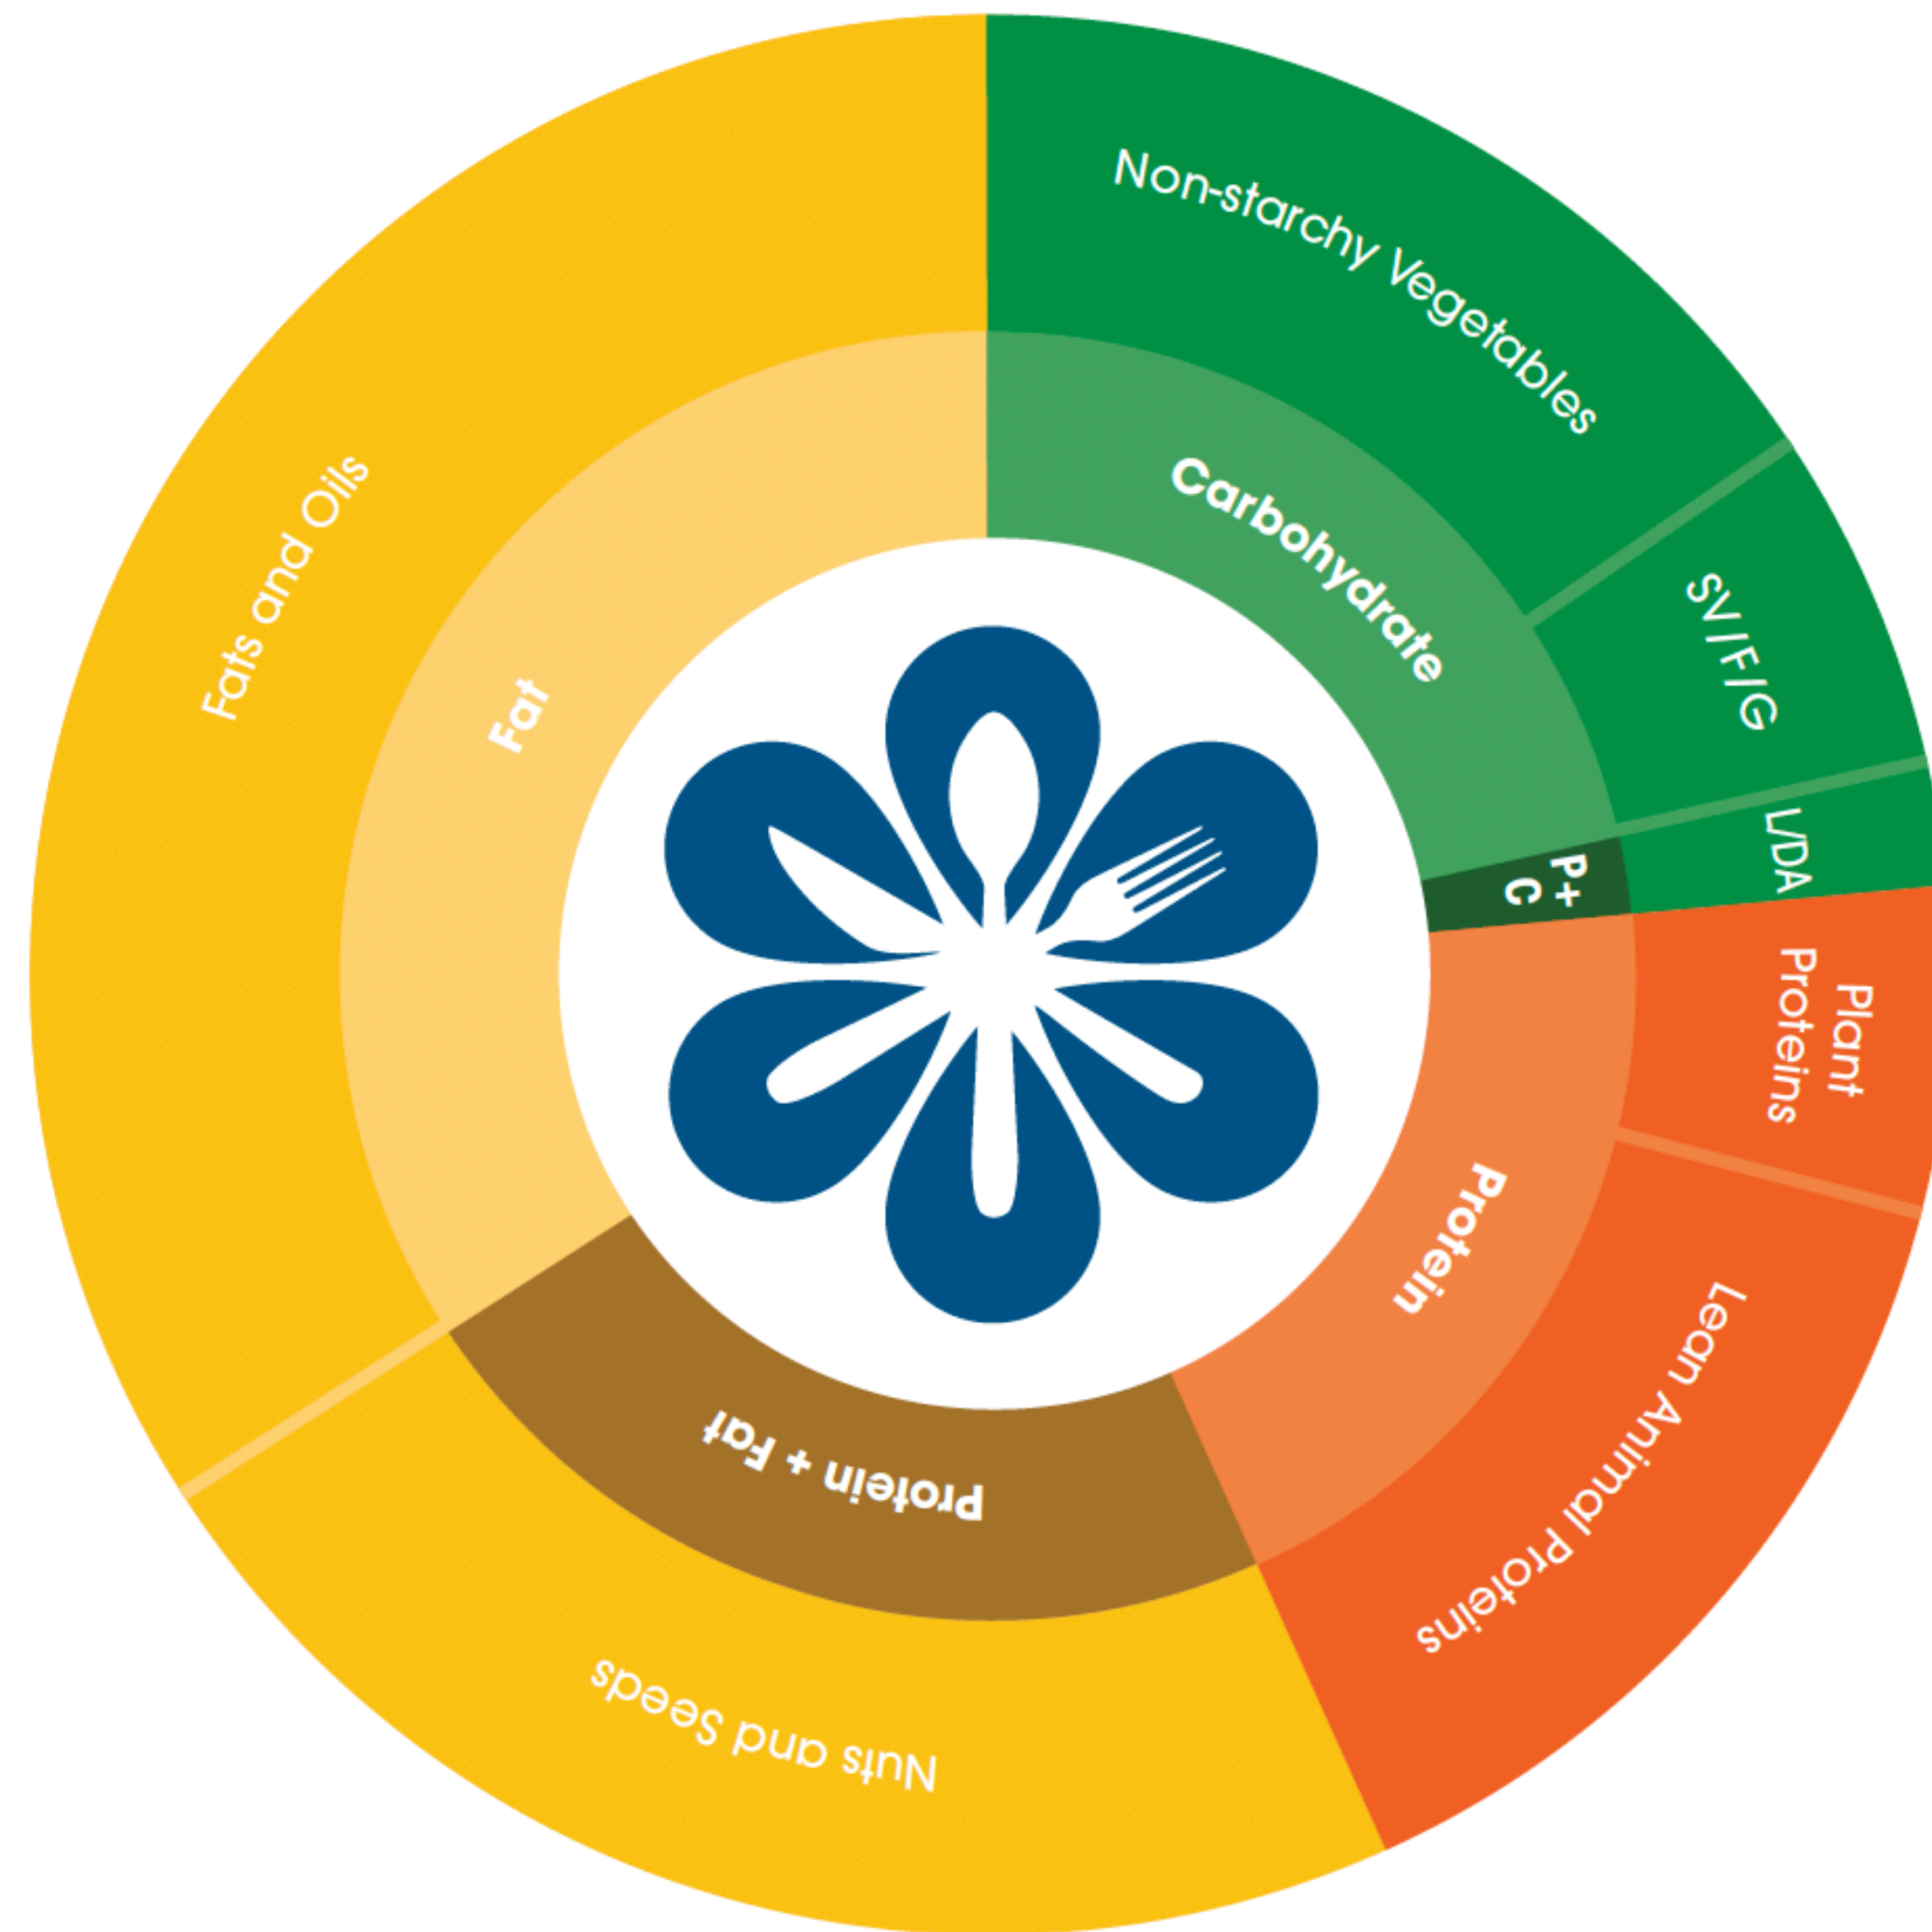 Non-starchy Vegetables
Carbohydrate
SV/F/G
L/DA
P+
C
Plant
Proteins
Protein
Lean Animal Proteins
Protein + Fat
Nuts and Seeds
Fat
Fats and Oils